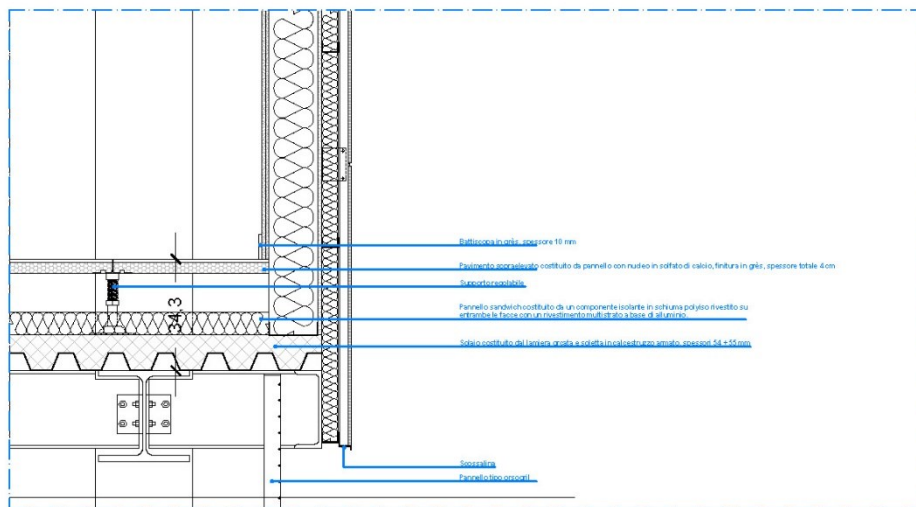 Battiscopa in grès, spessore 10 mm
Pavimento sopraelevato costituito da pannello con nucleo in solfato di calcio, finitura in grès, spessore totale 4 cm
Supporto regolabile
34,3
Pannello sandwich costituito da un componente isolante in schiuma polyiso rivestito su
entrambe le facce con un rivestimento multistrato a base di alluminio.
Solaio costituito dal lamiera grcata e soletta in calcestruzzo armato, spessori 54 +55 mm
Scossalina
Pannello tipo orsogril